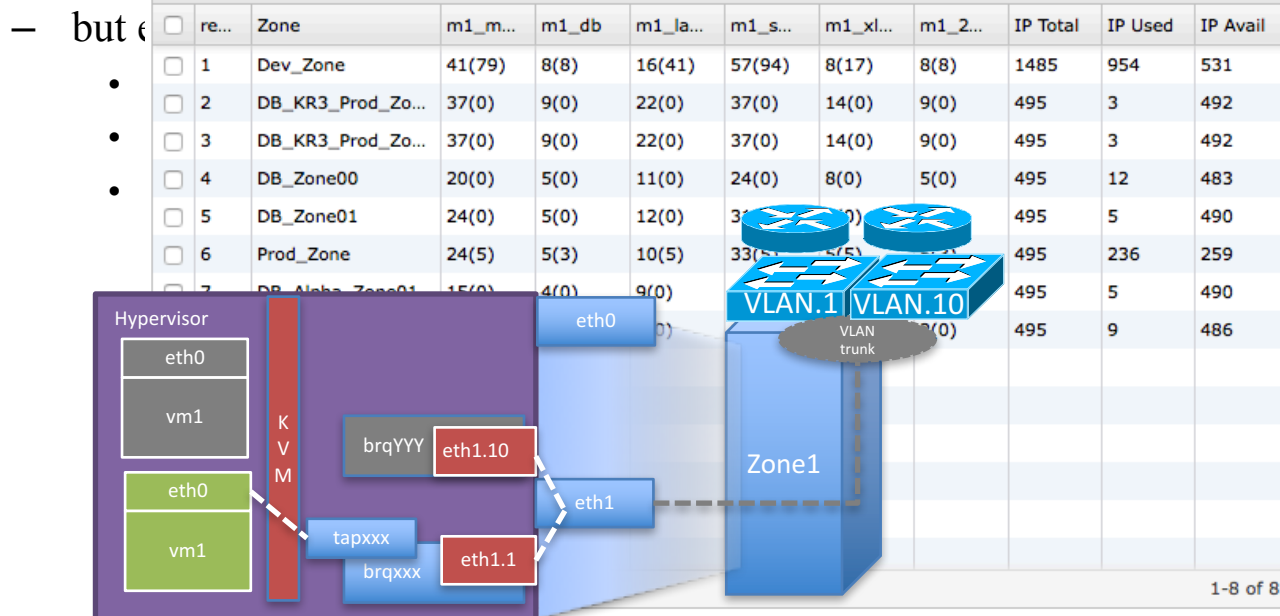 – but e
re... Zone m1_m... m1_db m1_la... m1_s... m1_xl... m1_2... IP Total IP Used IP Avail
1 Dev_Zone 41(79) 8(8) 16(41) 57(94) 8(17) 8(8) 1485 954 531
2 DB_KR3_Prod_Zo... 37(0) 9(0) 22(0) 37(0) 14(0) 9(0) 495 3 492
3 DB_KR3_Prod_Zo... 37(0) 9(0) 22(0) 37(0) 14(0) 9(0) 495 3 492
4 DB_Zone00 20(0) 5(0) 11(0) 24(0) 8(0) 5(0) 495 12 483
5 DB_Zone01 24(0) 5(0) 12(0) 495 5 490
6 Prod_Zone 24(5) 5(3) 10(5) 33(5) 495 236 259
7 DB_Alpha_Zone01 15(0) 4(0) 9(0) 495 5 490
495 9 486
VLAN.1 VLAN.10
VLAN
trunk
Hypervisor
eth0
vm1
eth0
vm1
K
V
M
brqYYY
eth1.10
tapxxx
brqxxx
eth1.1
eth0
eth1
Zone1
1-8 of 8